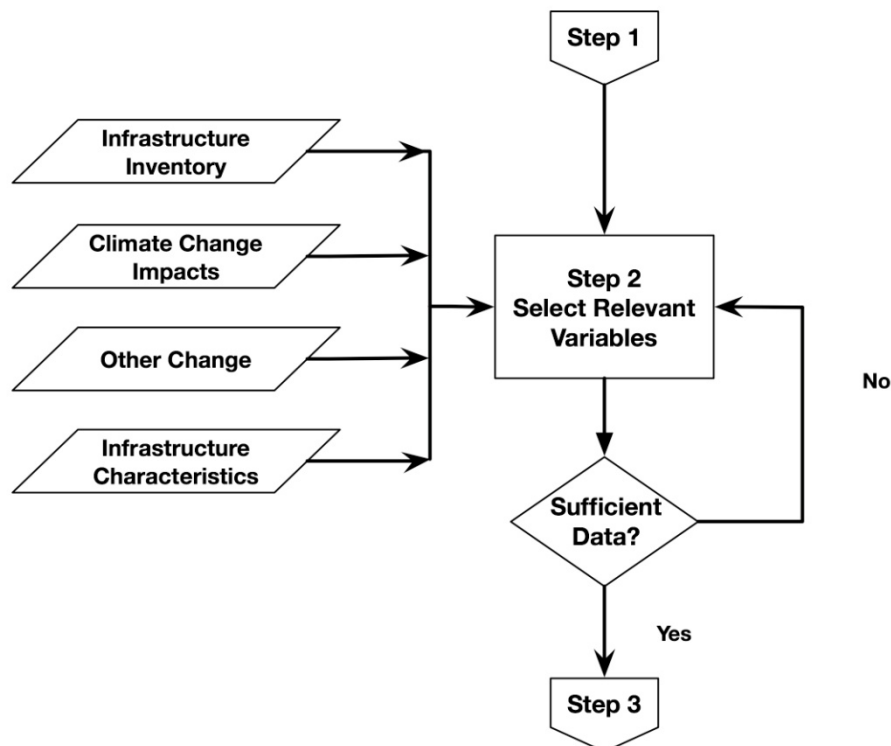 Step 1
Infrastructure
Inventory
Climate Change
Impacts
Other Change
Infrastructure
Characteristics
Step 2
Select Relevant
Variables
No
Sufficient
Data?
Yes
Step 3